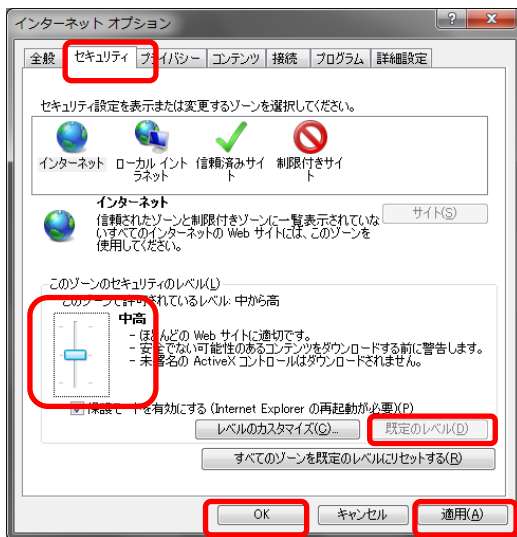 インターネット オプション
全般 セキュリティ プライバシー コンテンツ 接続 プログラム 詳細設定
セキュリティ設定を表示または変更するゾーンを選択してください。
インターネット ローカル イントラネット 信頼済みサイト 制限付きサイト
インターネット
信頼されたゾーンと制限付きゾーンに一覧表示されていな
いすべてのインターネットの Web サイトには、このゾーンを
使用してください。
サイト(S)
このゾーンのセキュリティのレベル(L)
このゾーンで許可されているレベル: 中から高
中高
- ほとんどの Web サイトに適切です。
- 安全でない可能性のあるコンテンツをダウンロードする前に警告します。
- 未署名の ActiveX コントロールはダウンロードされません。
保護モードを有効にする (Internet Explorer の再起動が必要)(P)
レベルのカスタマイズ(C)... 既定のレベル(D)
すべてのゾーンを既定のレベルにリセットする(R)
OK キャンセル 適用(A)